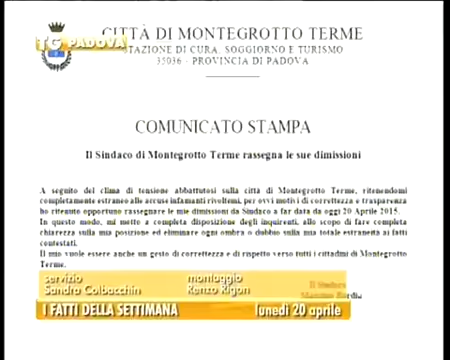 CITTÀ DI MONTEGROTTO TERME
TG PADOVA
STAZIONE DI CURA, SOGGIORNO E TURISMO
35036 - PROVINCIA DI PADOVA
COMUNICATO STAMPA
Il Sindaco di Montegrotto Terme rassegna le sue dimissioni
A seguito del clima di tensione abbattutosi sulla città di Montegrotto Terme, ritenendomi
completamente estraneo alle accuse infamanti rivoltemi, per ovvi motivi di correttezza e trasparenza
ho ritenuto opportuno rassegnare le mie dimissioni da Sindaco a far data da oggi 20 Aprile 2015.
In questo modo, mi metto a completa disposizione degli inquirenti, allo scopo di fare completa
chiarezza sulla mia posizione ed eliminare ogni ombra o dubbio sulla mia totale estraneità ai fatti
contestati.
Il mio vuole essere anche un gesto di correttezza e di rispetto verso tutti i cittadini di Montegrotto
Terme.
servizio montaggio
Sandra Colbacchin Renzo Rigon
Il Sindaco
Massimo Bordin
I FATTI DELLA SETTIMANA lunedì 20 aprile